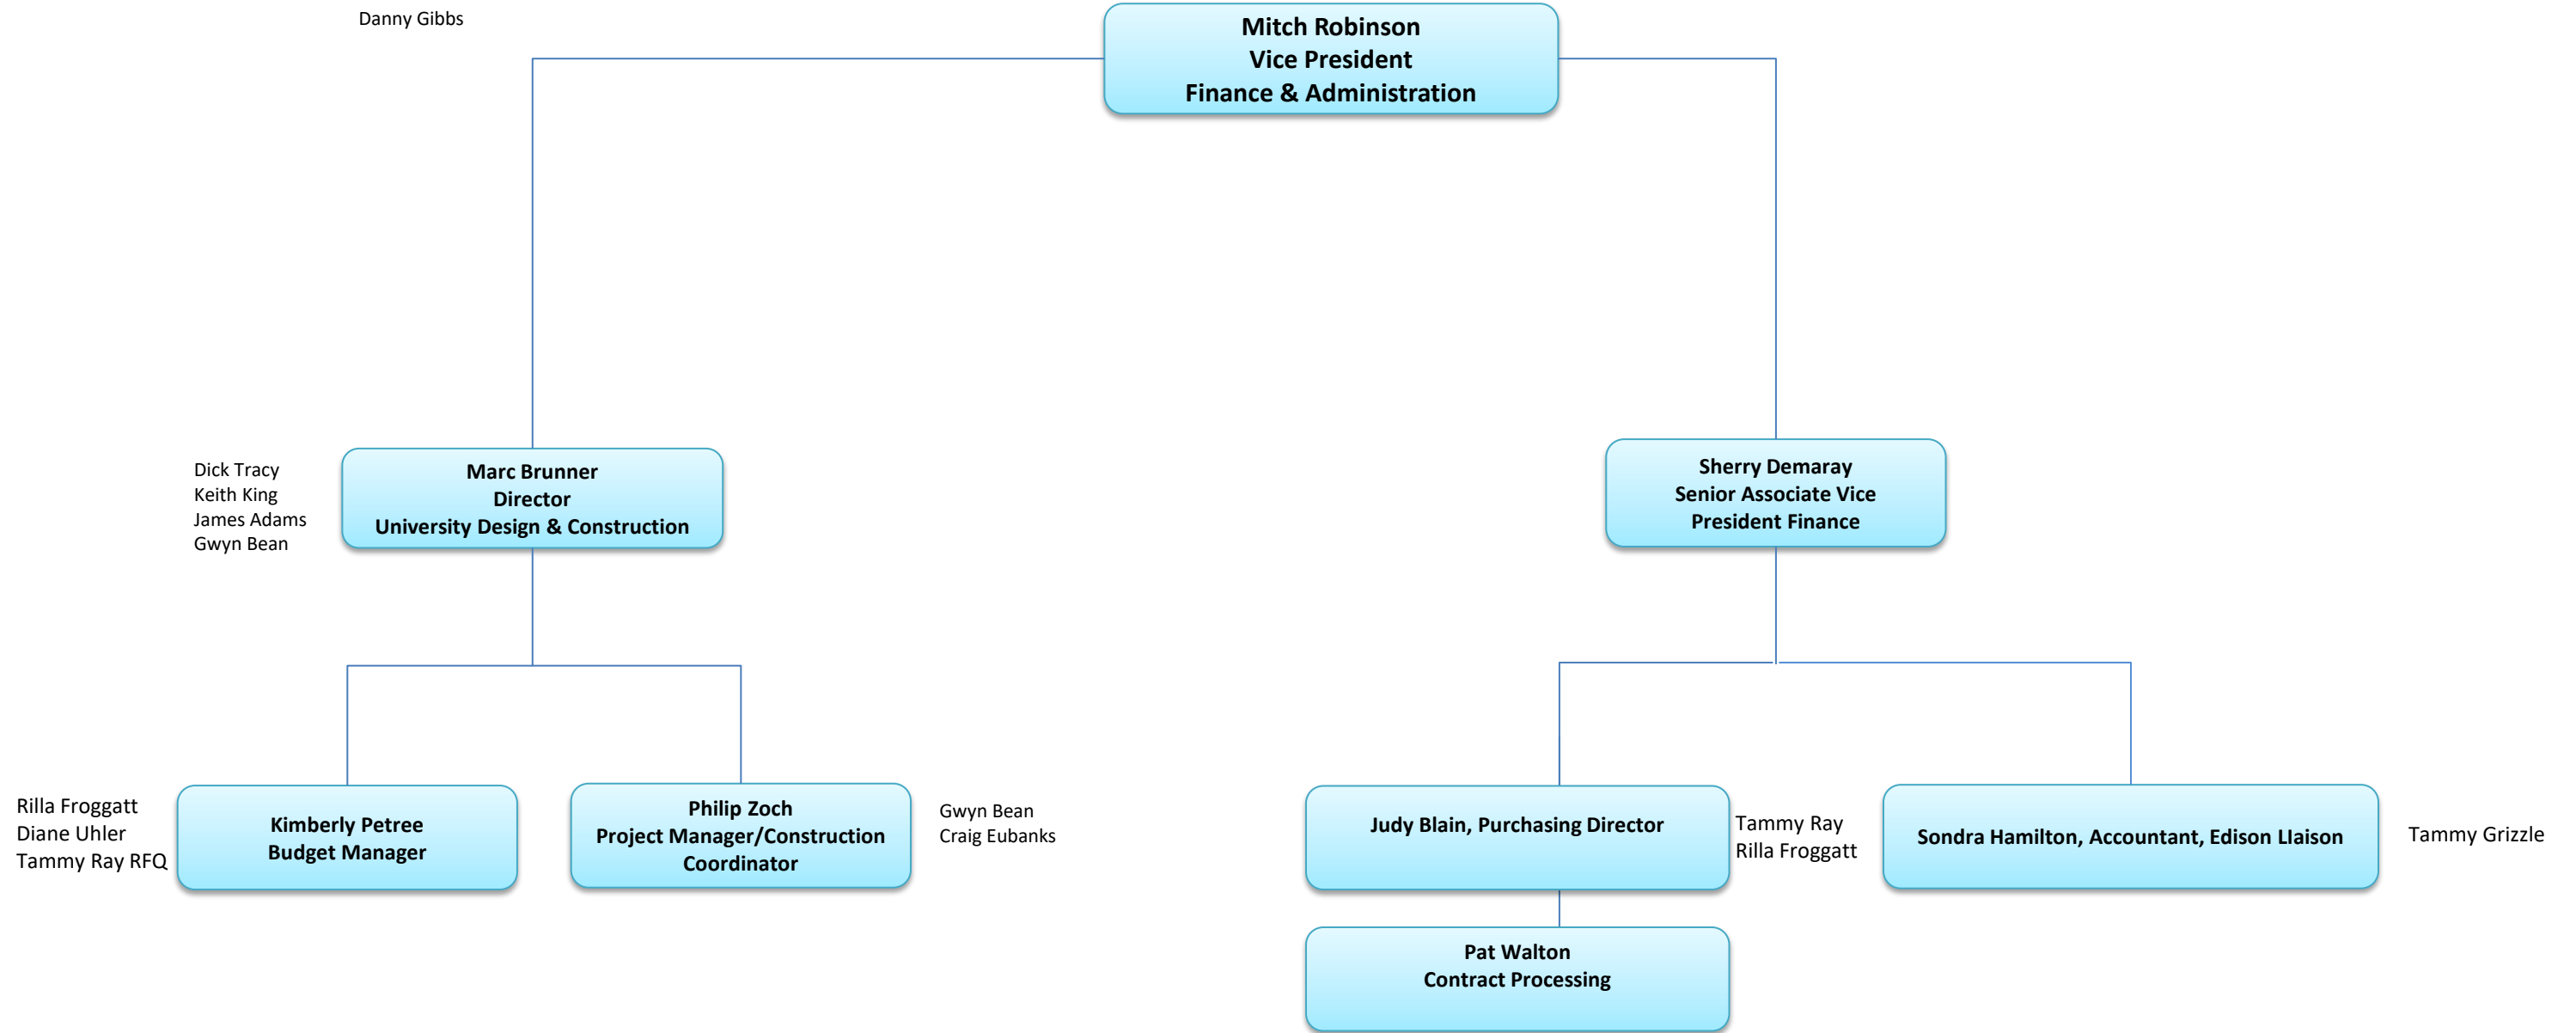 Danny Gibbs
Mitch Robinson
Vice President
Finance & Administration
Dick Tracy
Keith King
James Adams
Gwyn Bean
Marc Brunner
Director
University Design & Construction
Sherry Demaray
Senior Associate Vice
President Finance
Rilla Froggatt
Diane Uhler
Tammy Ray RFQ
Kimberly Petree
Budget Manager
Philip Zoch
Project Manager/Construction
Coordinator
Gwyn Bean
Craig Eubanks
Judy Blain, Purchasing Director
Tammy Ray
Rilla Froggatt
Sondra Hamilton, Accountant, Edison LIaison
Tammy Grizzle
Pat Walton
Contract Processing